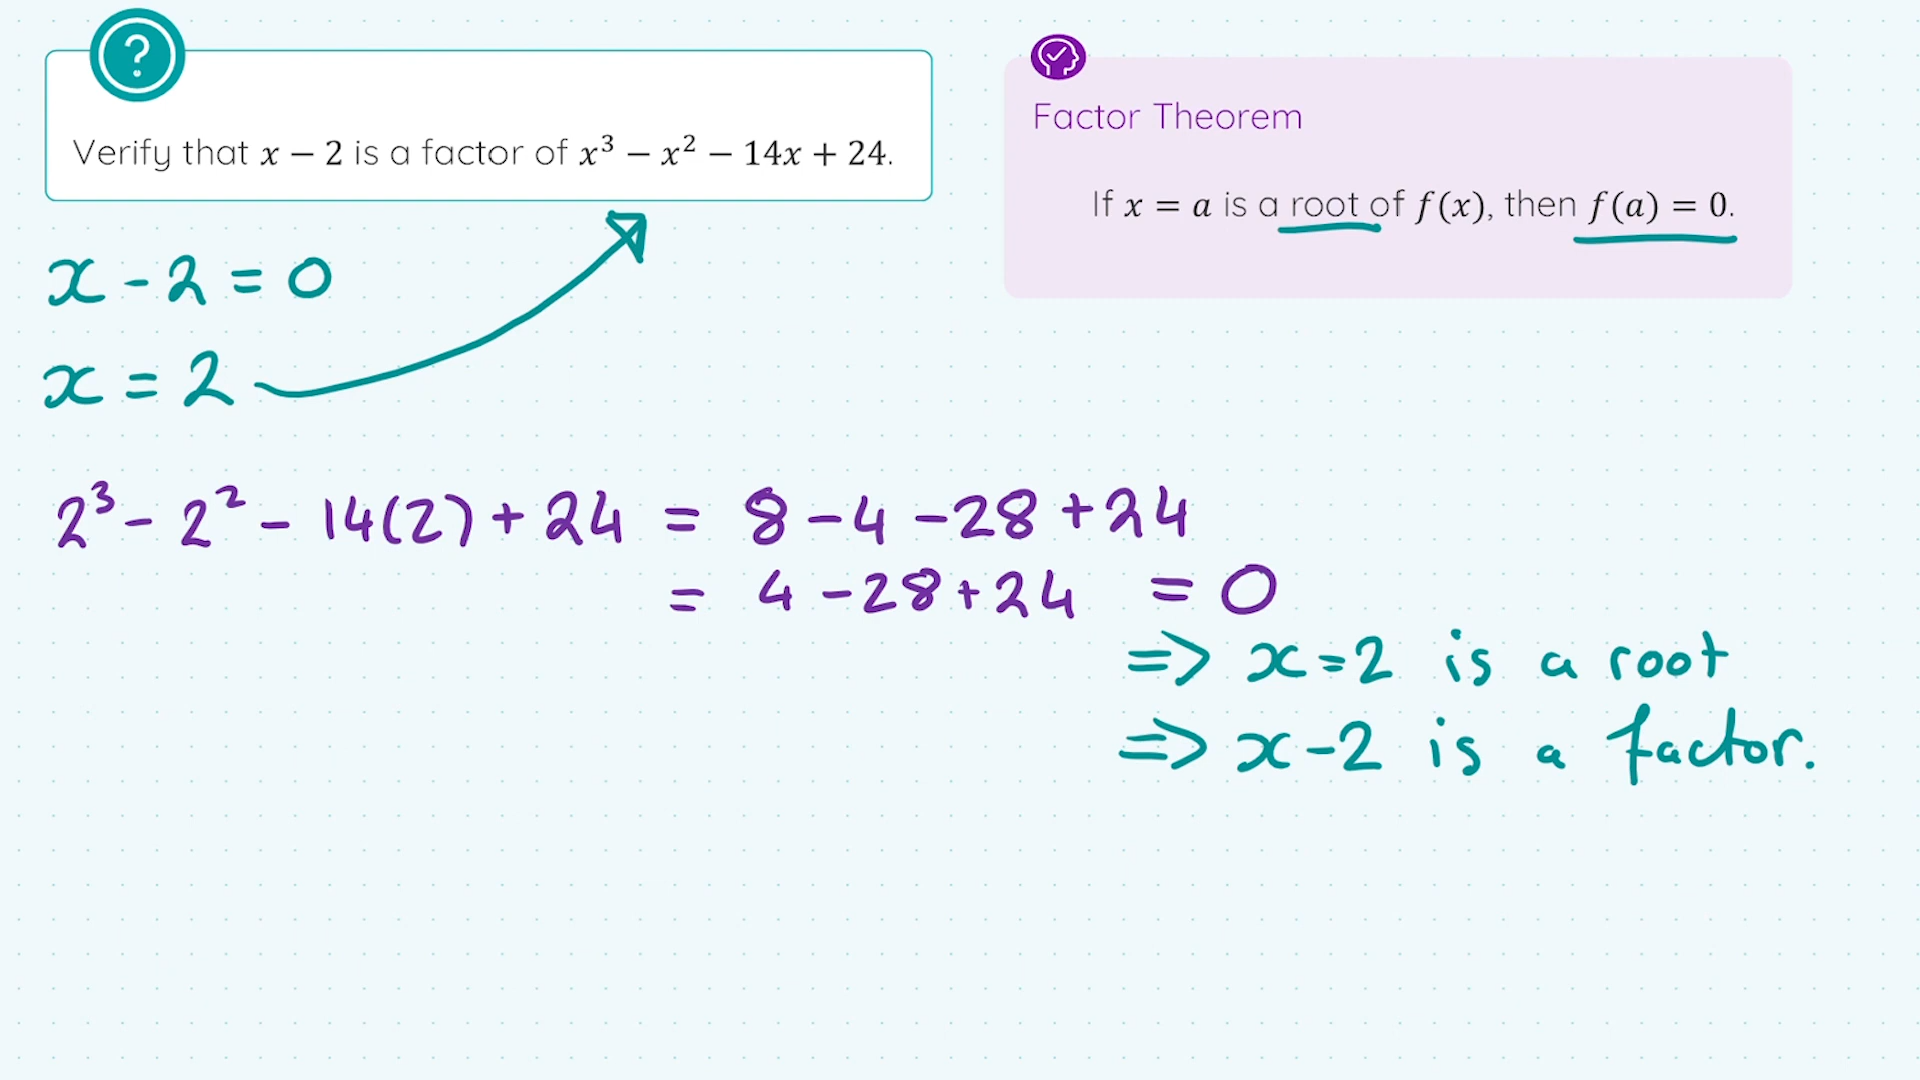 ?
Verify that x − 2 is a factor of x³ − x² − 14x + 24.
Factor Theorem
If x = a is a root of f(x), then f(a) = 0.
x - 2 = 0
x = 2
2³ - 2² - 14(2) + 24 = 8 - 4 - 28 + 24
= 4 - 28 + 24 = 0
=> x = 2 is a root
=> x - 2 is a factor.